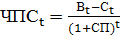 ЧПС_t = (B_t − C_t) / (1+СП)^t